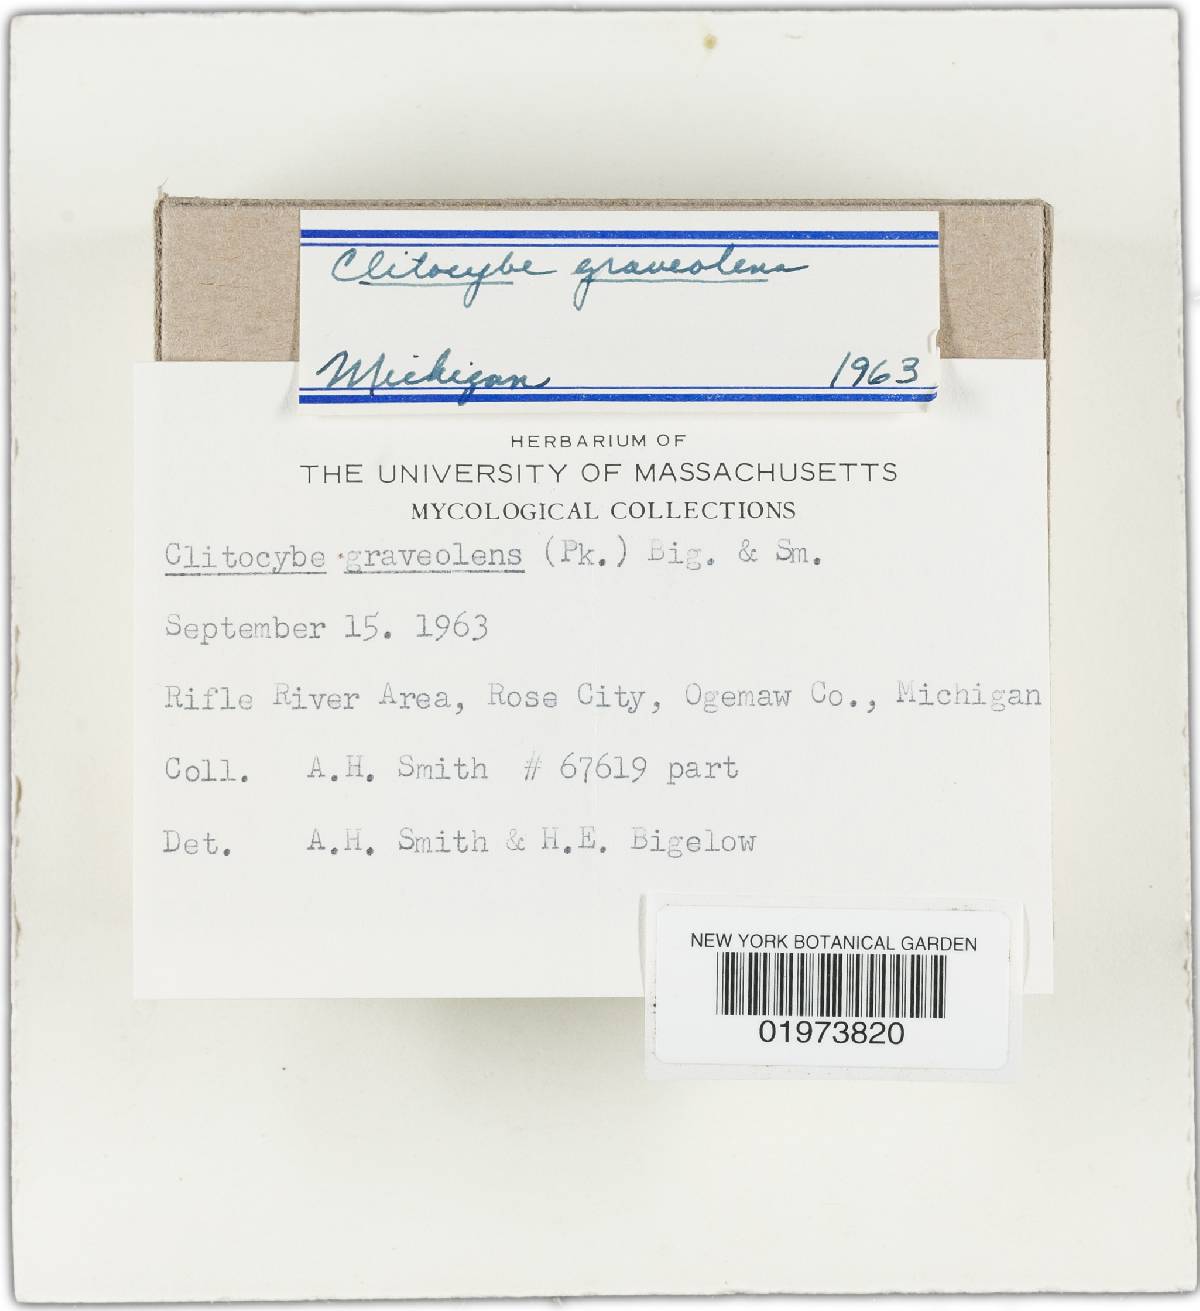 Clitocybe graveolens
Michigan 1963
HERBARIUM OF
THE UNIVERSITY OF MASSACHUSETTS
MYCOLOGICAL COLLECTIONS
Clitocybe graveolens (Pk.) Big. & Sm.
September 15. 1963
Rifle River Area, Rose City, Ogemaw Co., Michigan
Coll. A.H. Smith # 67619 part
Det. A.H. Smith & H.E. Bigelow
NEW YORK BOTANICAL GARDEN
01973820